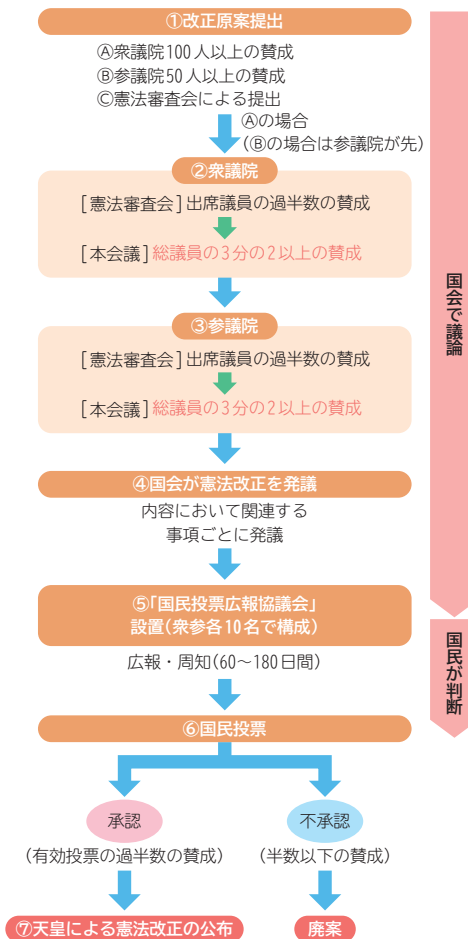 ①改正原案提出
Ⓐ衆議院100人以上の賛成
Ⓑ参議院50人以上の賛成
Ⓒ憲法審査会による提出
Ⓐの場合
(Ⓑの場合は参議院が先)
②衆議院
[憲法審査会]出席議員の過半数の賛成
[本会議]総議員の3分の2以上の賛成
③参議院
[憲法審査会]出席議員の過半数の賛成
[本会議]総議員の3分の2以上の賛成
④国会が憲法改正を発議
内容において関連する
事項ごとに発議
国会で議論
⑤「国民投票広報協議会」
設置(衆参各10名で構成)
広報・周知(60〜180日間)
⑥国民投票
国民が判断
承認
不承認
(有効投票の過半数の賛成)
(半数以下の賛成)
⑦天皇による憲法改正の公布
廃案